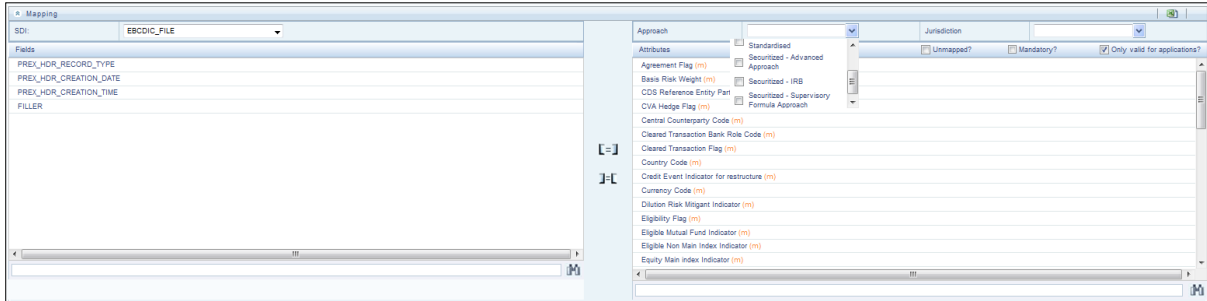 Mapping
SDI: EBCDIC_FILE
Fields
PREX_HDR_RECORD_TYPE
PREX_HDR_CREATION_DATE
PREX_HDR_CREATION_TIME
FILLER
[=]
]=[
Approach Jurisdiction
Attributes Unmapped? Mandatory? Only valid for applications?
Standardised
Securitized - Advanced
Approach
Securitized - IRB
Securitized - Supervisory
Formula Approach
Agreement Flag (m)
Basis Risk Weight (m)
CDS Reference Entity Part
CVA Hedge Flag (m)
Central Counterparty Code (m)
Cleared Transaction Bank Role Code (m)
Cleared Transaction Flag (m)
Country Code (m)
Credit Event Indicator for restructure (m)
Currency Code (m)
Dilution Risk Mitigant Indicator (m)
Eligibility Flag (m)
Eligible Mutual Fund Indicator (m)
Eligible Non Main Index Indicator (m)
Equity Main index Indicator (m)